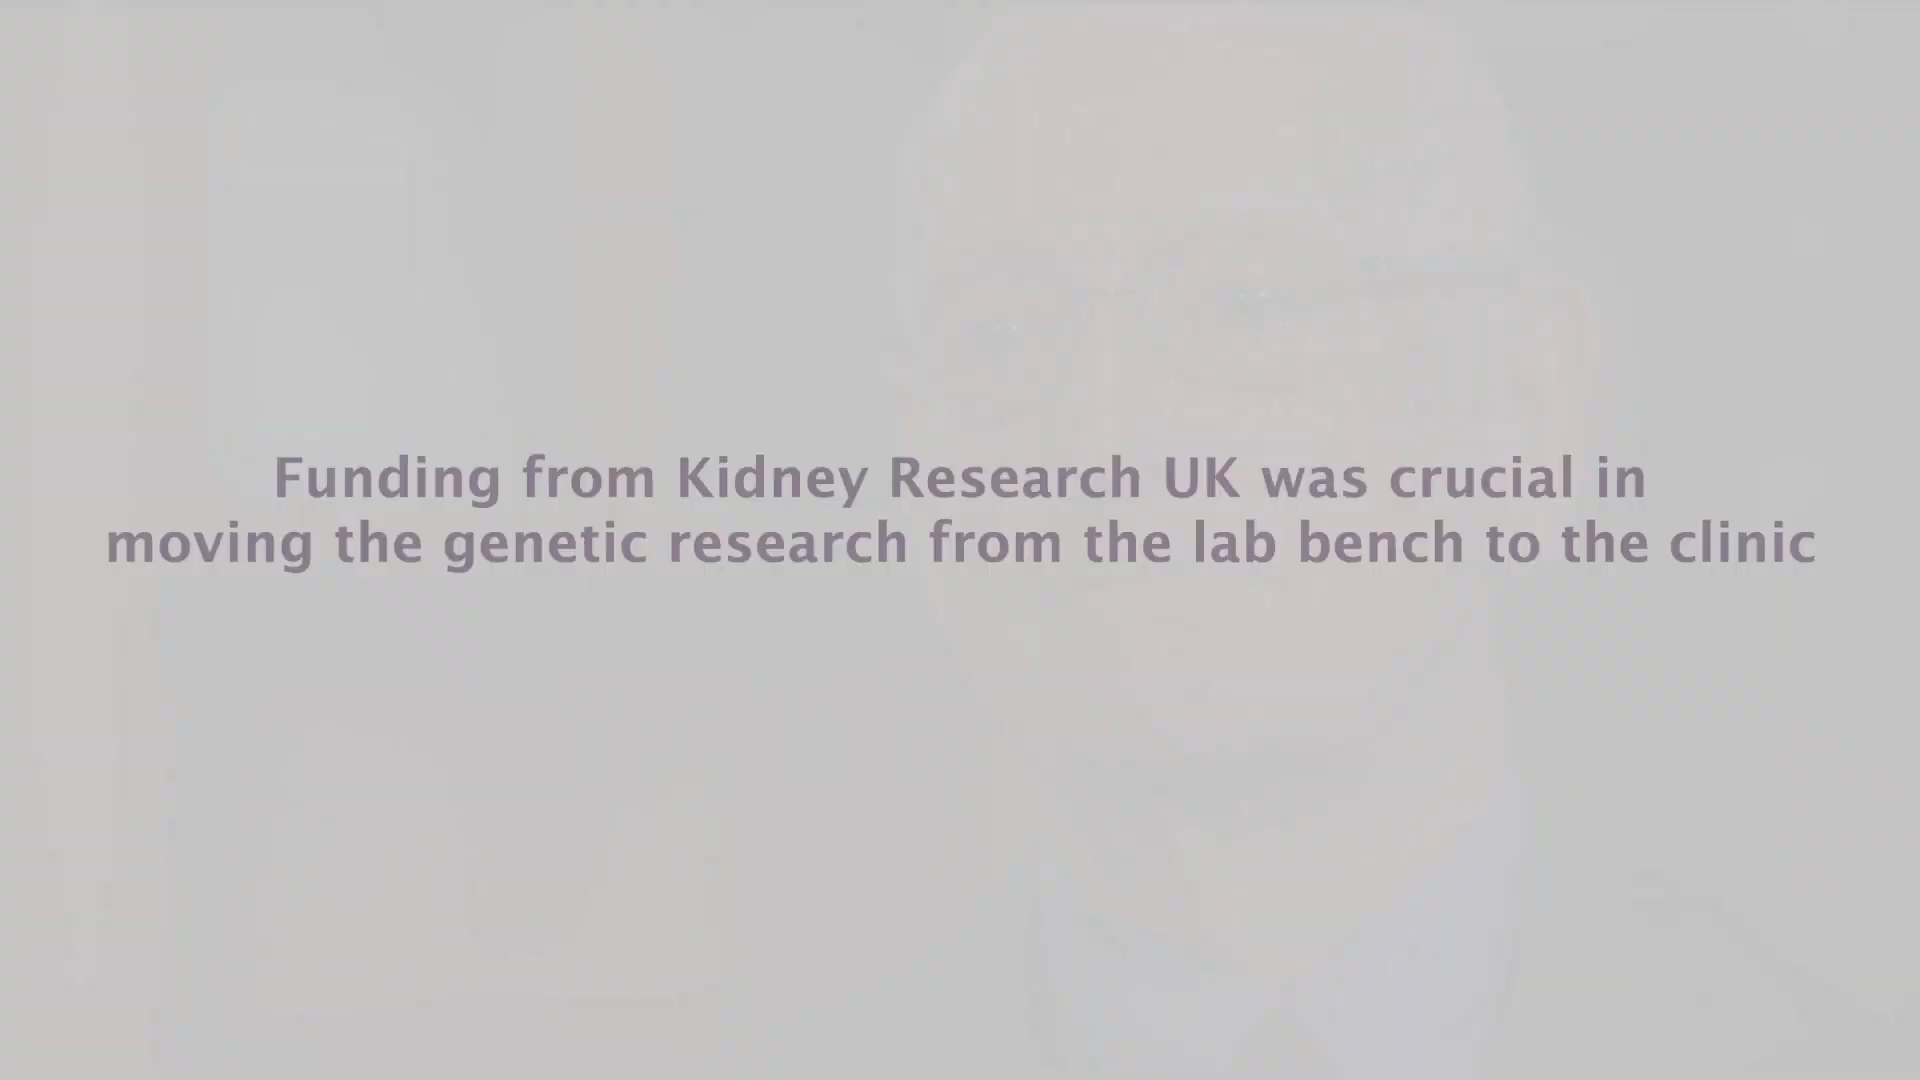 Funding from Kidney Research UK was crucial in
moving the genetic research from the lab bench to the clinic